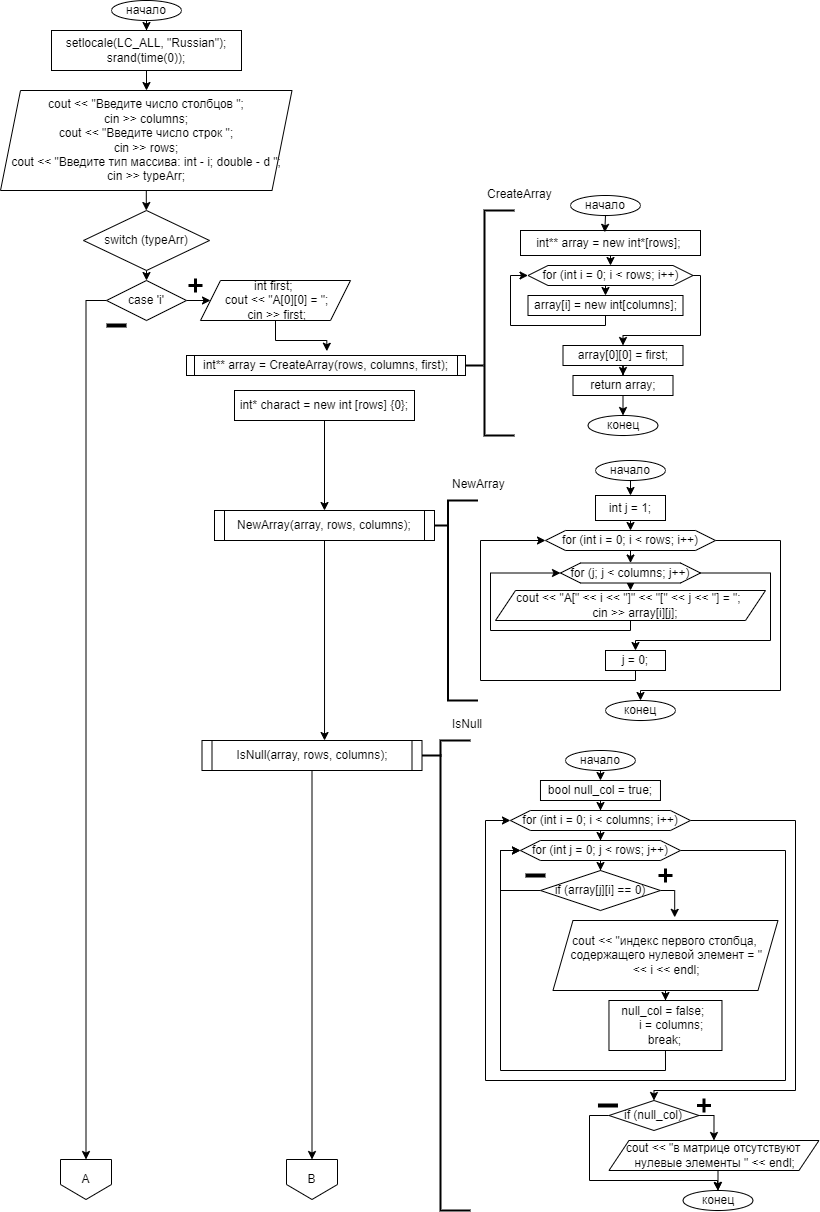 начало
setlocale(LC_ALL, "Russian");
srand(time(0));
cout << "Введите число столбцов ";
cin >> columns;
cout << "Введите число строк ";
cin >> rows;
cout << "Введите тип массива: int - i; double - d ";
cin >> typeArr;
switch (typeArr)
case 'i'
int first;
cout << "A[0][0] = ";
cin >> first;
int** array = CreateArray(rows, columns, first);
int* charact = new int [rows] {0};
NewArray(array, rows, columns);
IsNull(array, rows, columns);
A
B
CreateArray
начало
int** array = new int*[rows];
for (int i = 0; i < rows; i++)
array[i] = new int[columns];
array[0][0] = first;
return array;
конец
NewArray
начало
int j = 1;
for (int i = 0; i < rows; i++)
for (j; j < columns; j++)
cout << "A[" << i << "]" << "[" << j << "] = ";
cin >> array[i][j];
j = 0;
конец
IsNull
начало
bool null_col = true;
for (int i = 0; i < columns; i++)
for (int j = 0; j < rows; j++)
if (array[j][i] == 0)
cout << "индекс первого столбца,
содержащего нулевой элемент = "
<< i << endl;
null_col = false;
i = columns;
break;
if (null_col)
cout << "в матрице отсутствуют
нулевые элементы " << endl;
конец